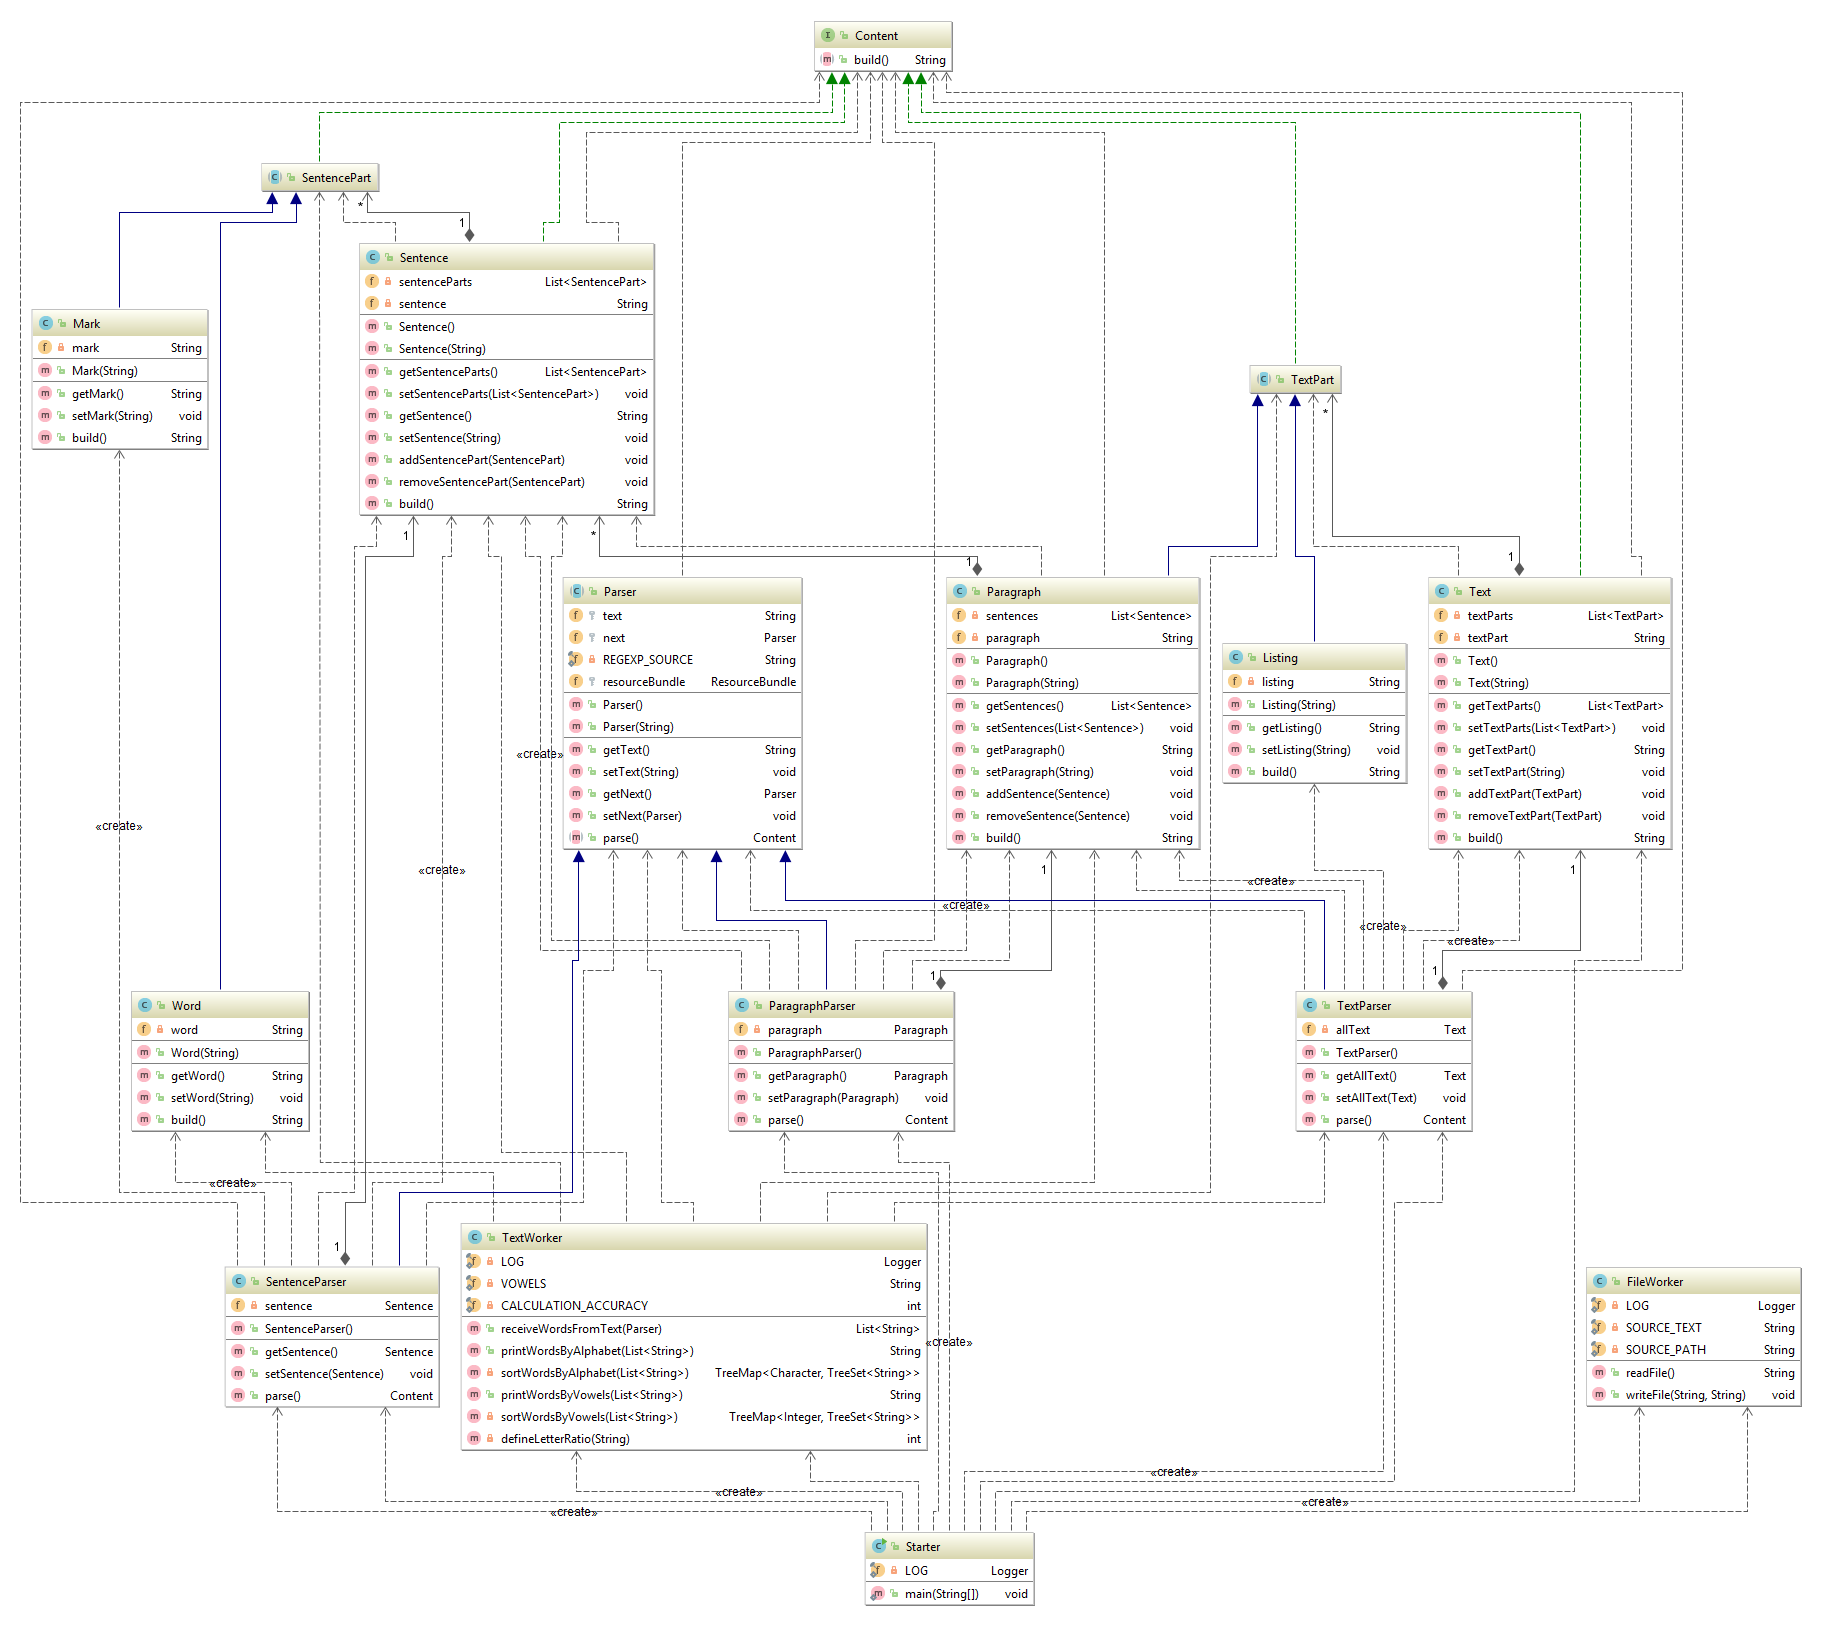 Content
build() String
SentencePart
*
1
Sentence
sentenceParts List<SentencePart>
sentence String
Sentence()
Sentence(String)
getSentenceParts() List<SentencePart>
setSentenceParts(List<SentencePart>) void
getSentence() String
setSentence(String) void
addSentencePart(SentencePart) void
removeSentencePart(SentencePart) void
build() String
Mark
mark String
Mark(String)
getMark() String
setMark(String) void
build() String
TextPart
*
1
*
1
1
Parser
text String
next Parser
REGEXP_SOURCE String
resourceBundle ResourceBundle
Parser()
Parser(String)
getText() String
setText(String) void
getNext() Parser
setNext(Parser) void
parse() Content
Paragraph
sentences List<Sentence>
paragraph String
Paragraph()
Paragraph(String)
getSentences() List<Sentence>
setSentences(List<Sentence>) void
getParagraph() String
setParagraph(String) void
addSentence(Sentence) void
removeSentence(Sentence) void
build() String
Listing
listing String
Listing(String)
getListing() String
setListing(String) void
build() String
Text
textParts List<TextPart>
textPart String
Text()
Text(String)
getTextParts() List<TextPart>
setTextParts(List<TextPart>) void
getTextPart() String
setTextPart(String) void
addTextPart(TextPart) void
removeTextPart(TextPart) void
build() String
«create»
«create»
«create»
1
1
«create»
«create»
«create»
«create»
1
1
Word
word String
Word(String)
getWord() String
setWord(String) void
build() String
ParagraphParser
paragraph Paragraph
ParagraphParser()
getParagraph() Paragraph
setParagraph(Paragraph) void
parse() Content
TextParser
allText Text
TextParser()
getAllText() Text
setAllText(Text) void
parse() Content
«create»
1
SentenceParser
sentence Sentence
SentenceParser()
getSentence() Sentence
setSentence(Sentence) void
parse() Content
TextWorker
LOG Logger
VOWELS String
CALCULATION_ACCURACY int
receiveWordsFromText(Parser) List<String>
printWordsByAlphabet(List<String>) String
sortWordsByAlphabet(List<String>) TreeMap<Character, TreeSet<String>>
printWordsByVowels(List<String>) String
sortWordsByVowels(List<String>) TreeMap<Integer, TreeSet<String>>
defineLetterRatio(String) int
«create»
FileWorker
LOG Logger
SOURCE_TEXT String
SOURCE_PATH String
readFile() String
writeFile(String, String) void
«create»
«create»
«create»
«create»
Starter
LOG Logger
main(String[]) void